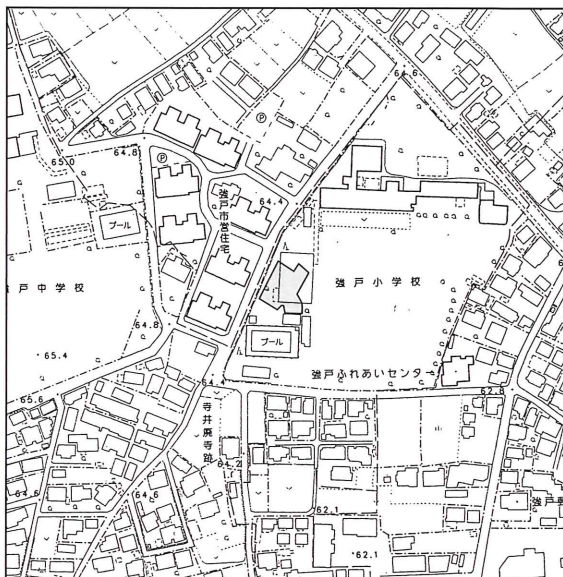 64.6
Ⓟ
64.8
65.0
Ⓟ
64.4
強戸市営住宅
プール
戸中学校
強戸小学校
64.8
65.4
プール
強戸ふれあいセンター
64.4
65.6
62.8
寺井廃寺跡
64.2
64.6
64.6
62.1
62.1
強戸